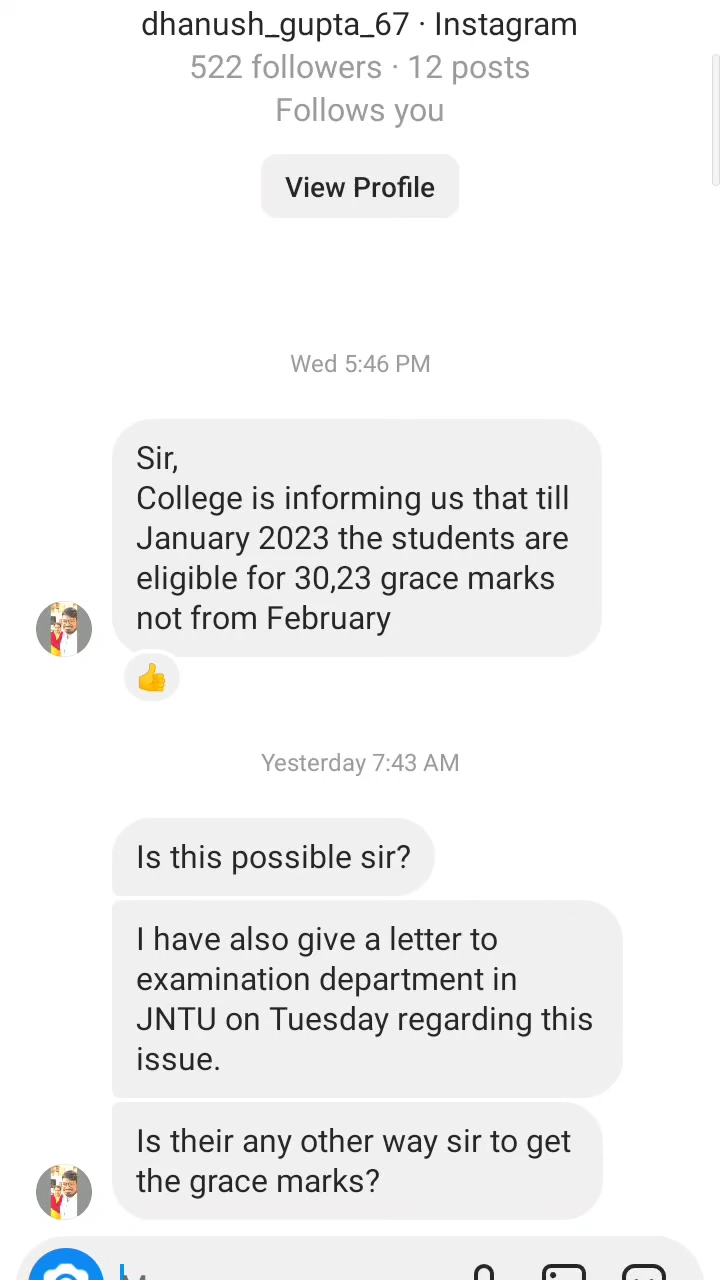 dhanush_gupta_67 · Instagram
522 followers · 12 posts
Follows you
View Profile
Wed 5:46 PM
Sir,
College is informing us that till
January 2023 the students are
eligible for 30,23 grace marks
not from February
Yesterday 7:43 AM
Is this possible sir?
I have also give a letter to
examination department in
JNTU on Tuesday regarding this
issue.
Is their any other way sir to get
the grace marks?